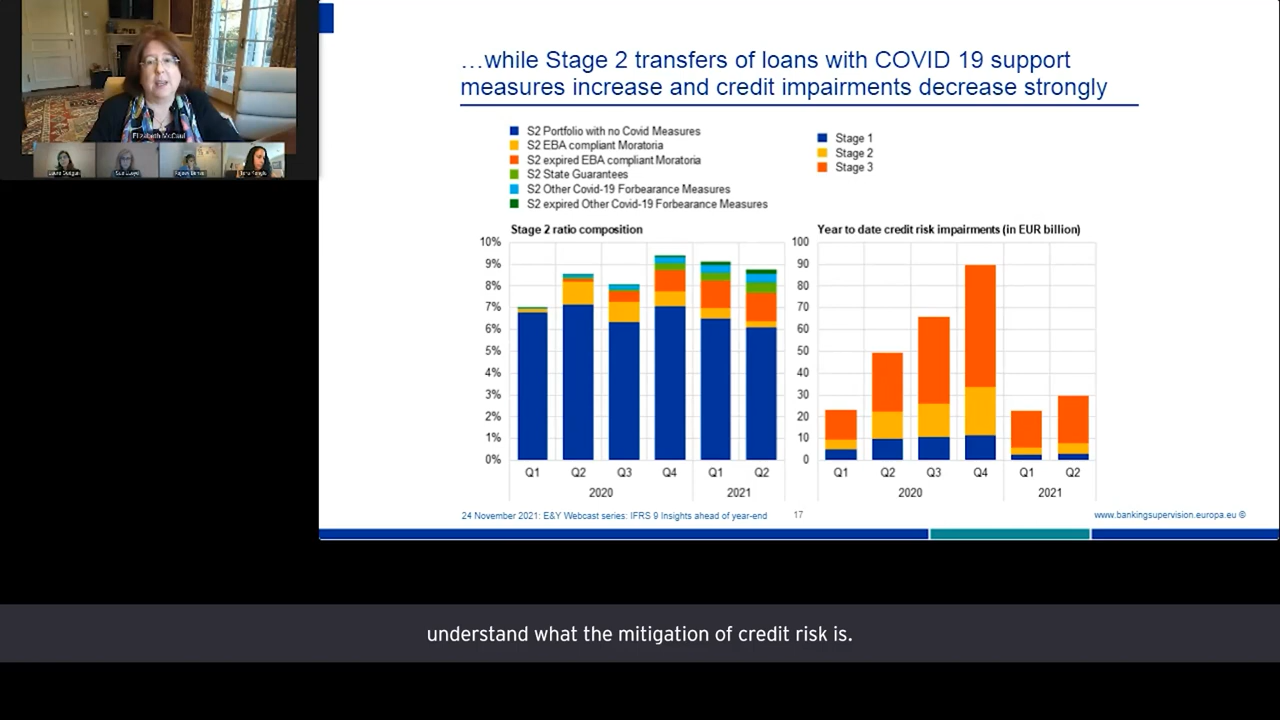 Elizabeth McCaul
…while Stage 2 transfers of loans with COVID 19 support
measures increase and credit impairments decrease strongly
S2 Portfolio with no Covid Measures
S2 EBA compliant Moratoria
S2 expired EBA compliant Moratoria
S2 State Guarantees
S2 Other Covid-19 Forbearance Measures
S2 expired Other Covid-19 Forbearance Measures
Stage 1
Stage 2
Stage 3
Stage 2 ratio composition
10%
9%
8%
7%
6%
5%
4%
3%
2%
1%
0%
Q1 Q2 Q3 Q4 Q1 Q2
2020 2021
Year to date credit risk impairments (in EUR billion)
100
90
80
70
60
50
40
30
20
10
0
Q1 Q2 Q3 Q4 Q1 Q2
2020 2021
24 November 2021: E&Y Webcast series: IFRS 9 Insights ahead of year-end 17 www.bankingsupervision.europa.eu ©
understand what the mitigation of credit risk is.